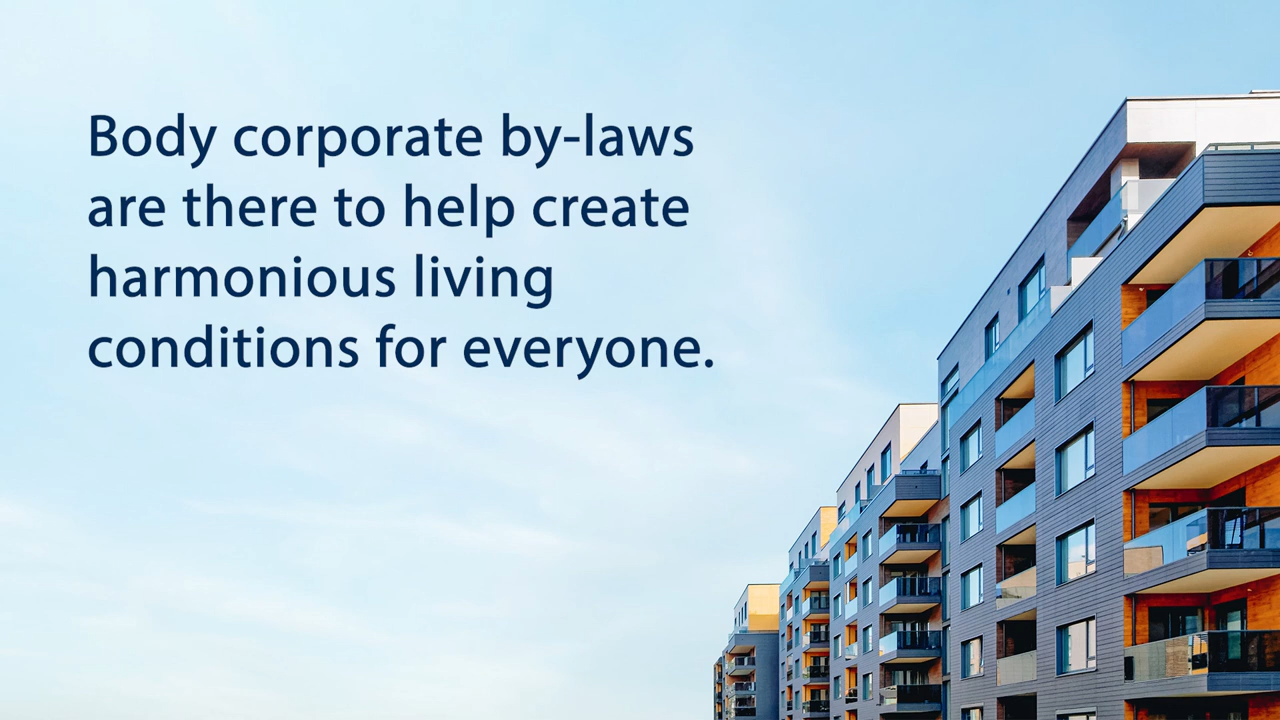 Body corporate by-laws
are there to help create
harmonious living
conditions for everyone.